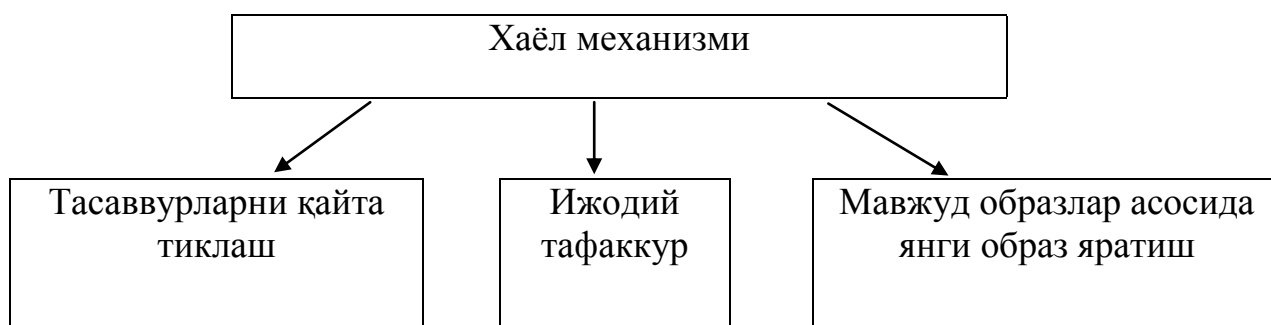 Хаёл механизми
Тасаввурларни қайта
тиклаш
Ижодий
тафаккур
Мавжуд образлар асосида
янги образ яратиш